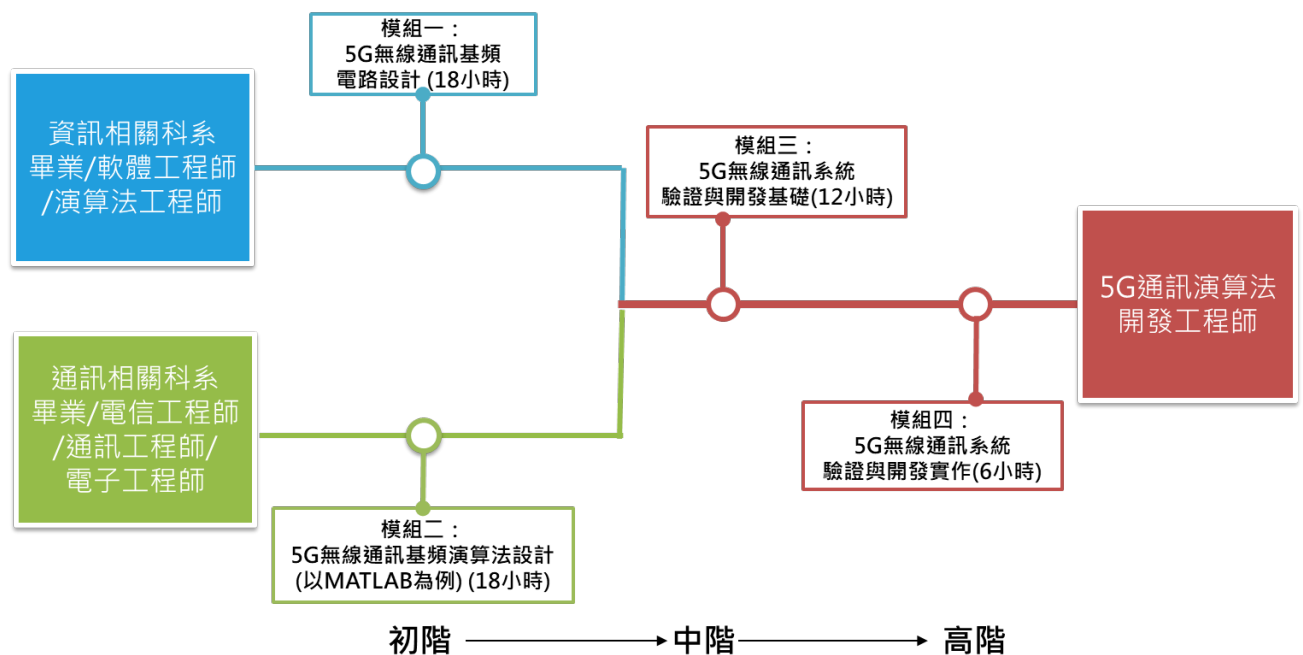 模組一：
5G無線通訊基頻
電路設計 (18小時)
資訊相關科系
畢業/軟體工程師
/演算法工程師
模組三：
5G無線通訊系統
驗證與開發基礎(12小時)
5G通訊演算法
開發工程師
通訊相關科系
畢業/電信工程師
/通訊工程師/
電子工程師
模組四：
5G無線通訊系統
驗證與開發實作(6小時)
模組二：
5G無線通訊基頻演算法設計
(以MATLAB為例) (18小時)
初階 中階 高階